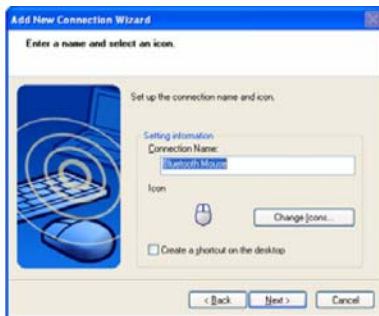 Add New Connection Wizard
Enter a name and select an icon.
Set up the connection name and icon.
Setting information
Connection Name:
Bluetooth Mouse
Icon
Change Icons...
Create a shortcut on the desktop
< Back
Next >
Cancel